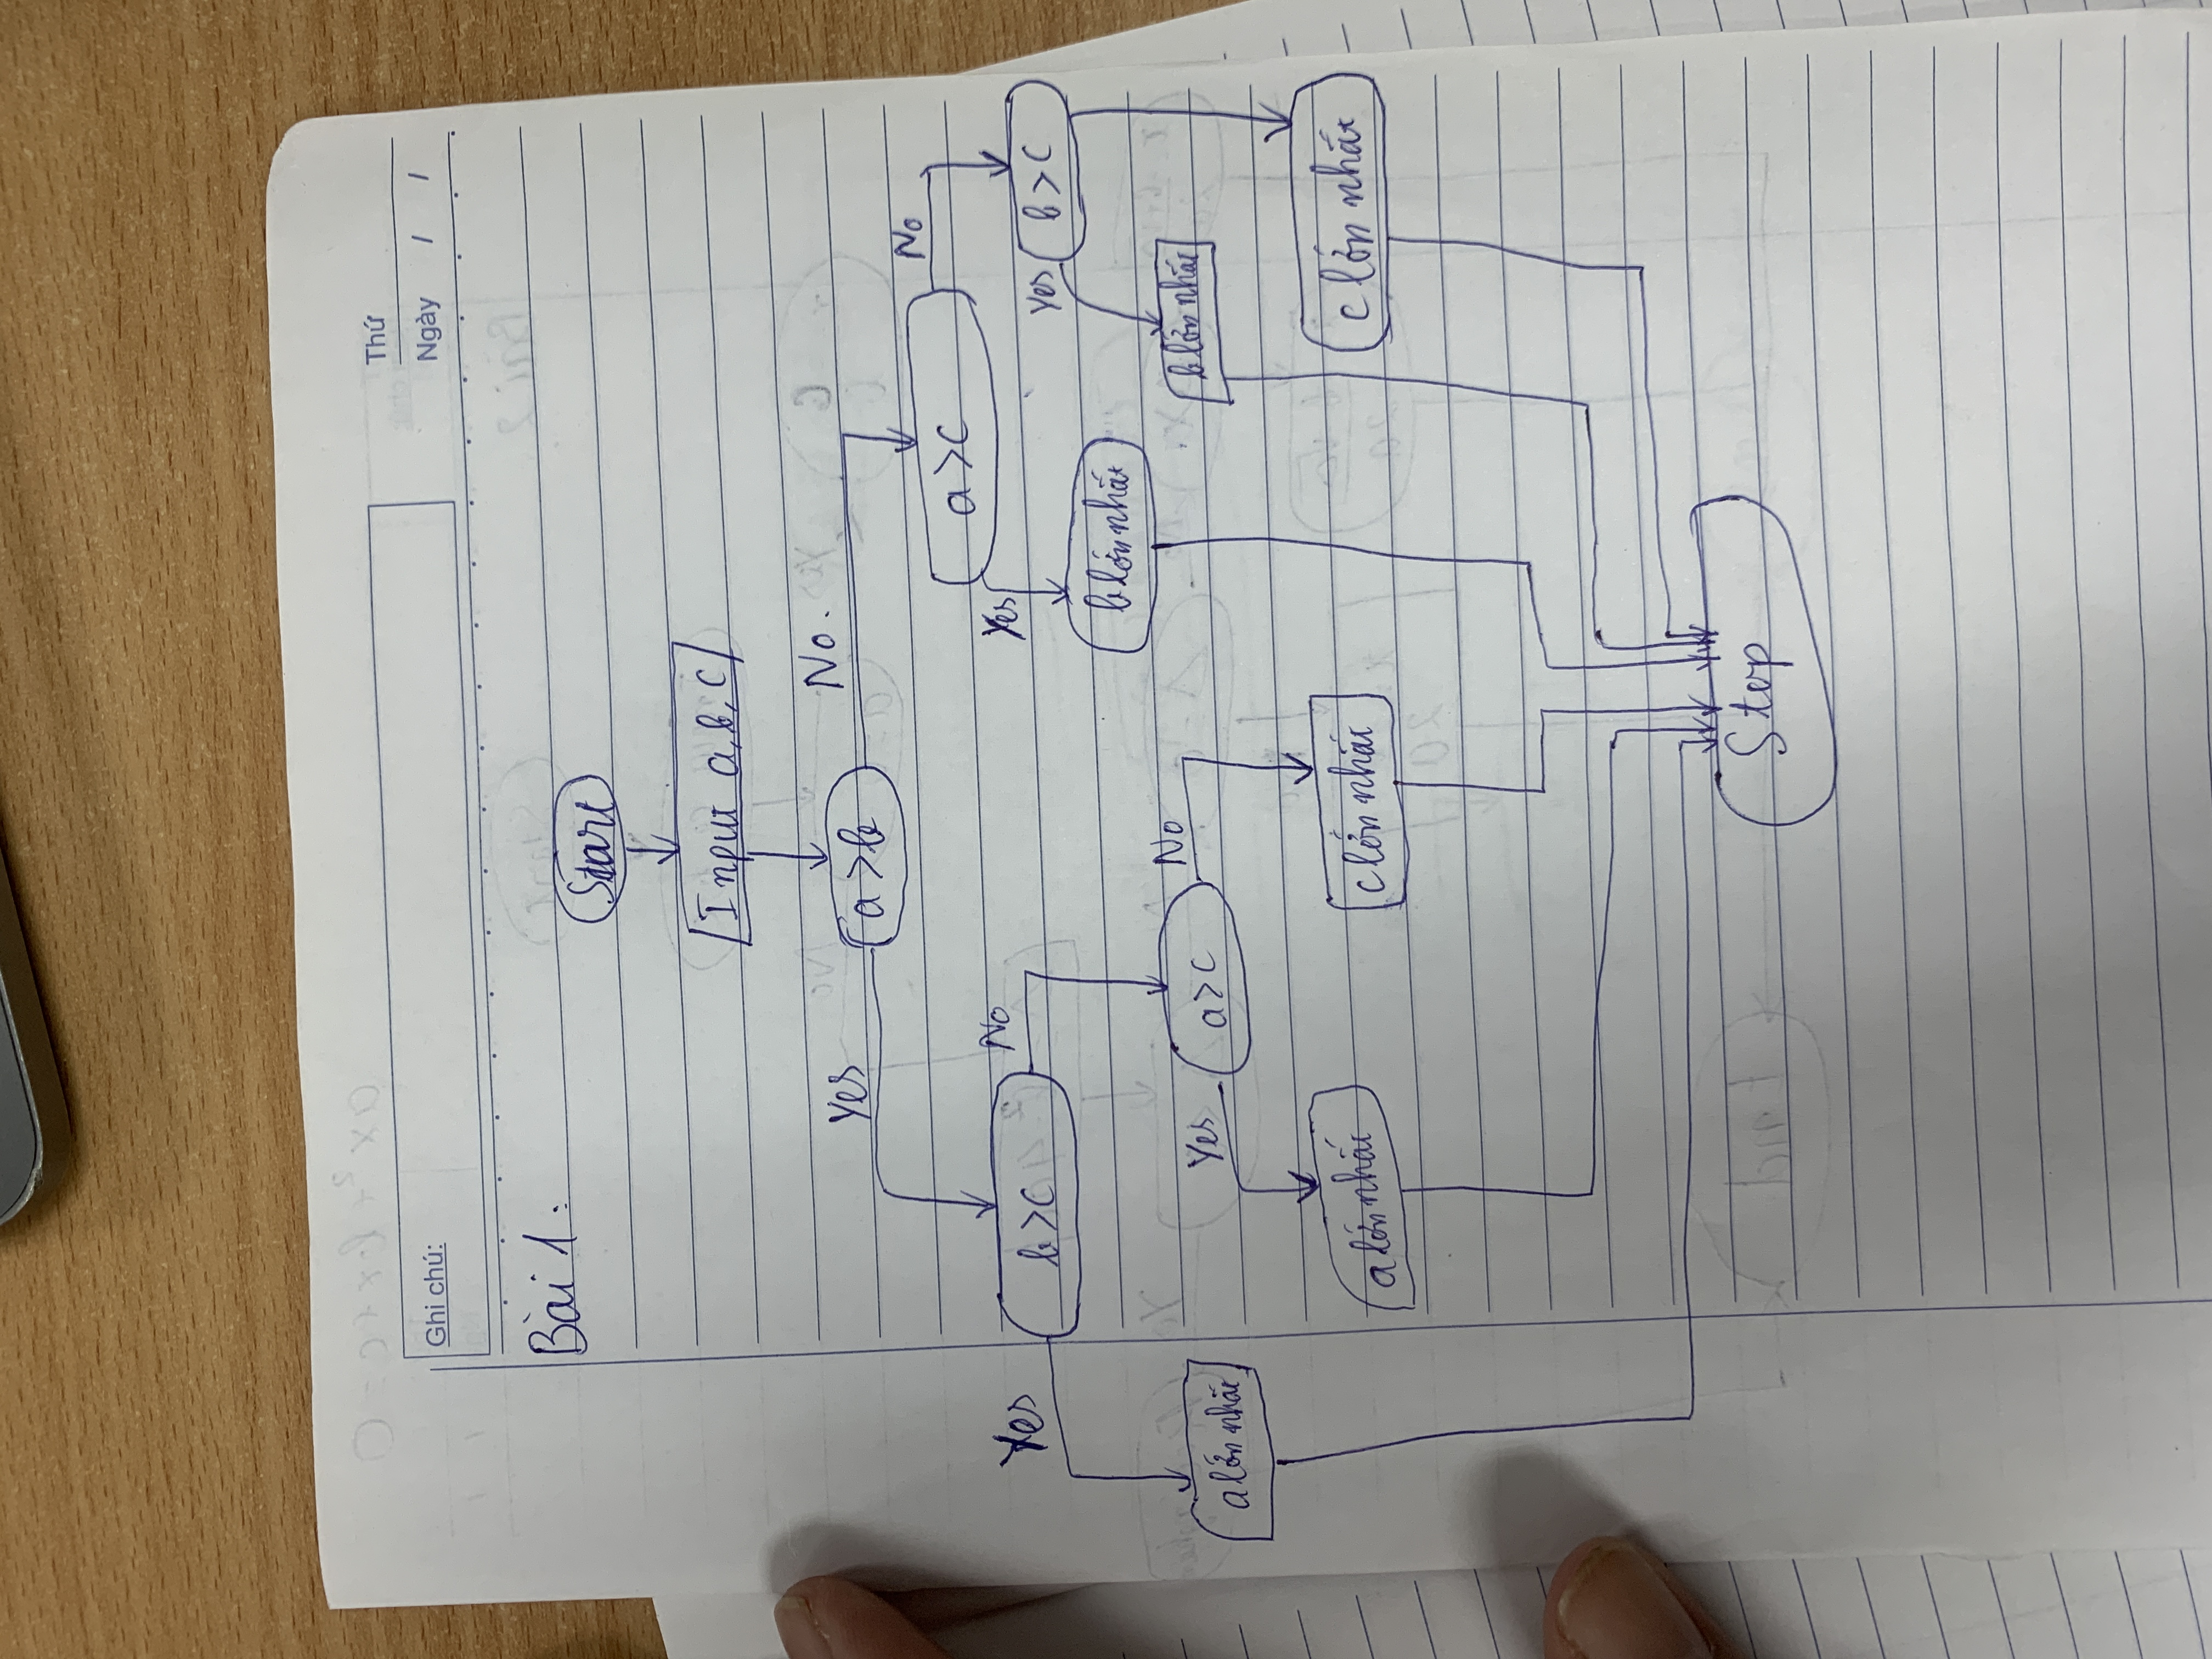 Thứ
Ghi chú:
Ngày / /
Bài 1:
Start
Input a, b, c
a > b
Yes
No.
b > c
Yes
No
a > c
Yes
No
b > c
Yes
a lớn nhất
a > c
Yes
No
b lớn nhất
b lớn nhất
a lớn nhất
c lớn nhất
c lớn nhất
Stop